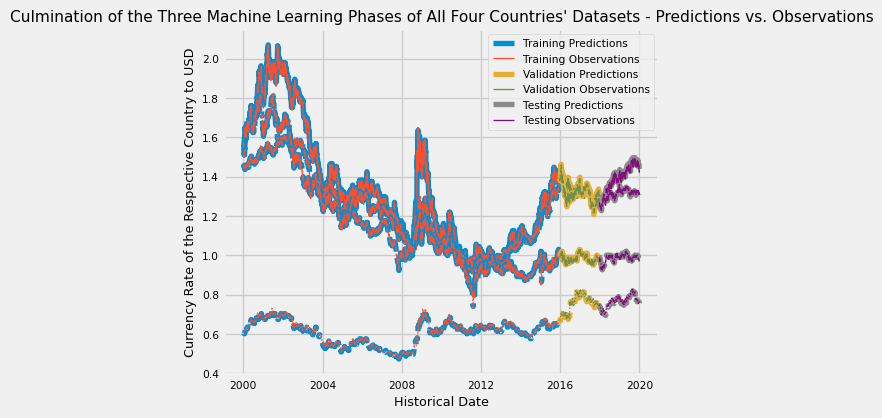 Culmination of the Three Machine Learning Phases of All Four Countries' Datasets - Predictions vs. Observations
Currency Rate of the Respective Country to USD
2.0
1.8
1.6
1.4
1.2
1.0
0.8
0.6
0.4
Training Predictions
Training Observations
Validation Predictions
Validation Observations
Testing Predictions
Testing Observations
2000 2004 2008 2012 2016 2020
Historical Date